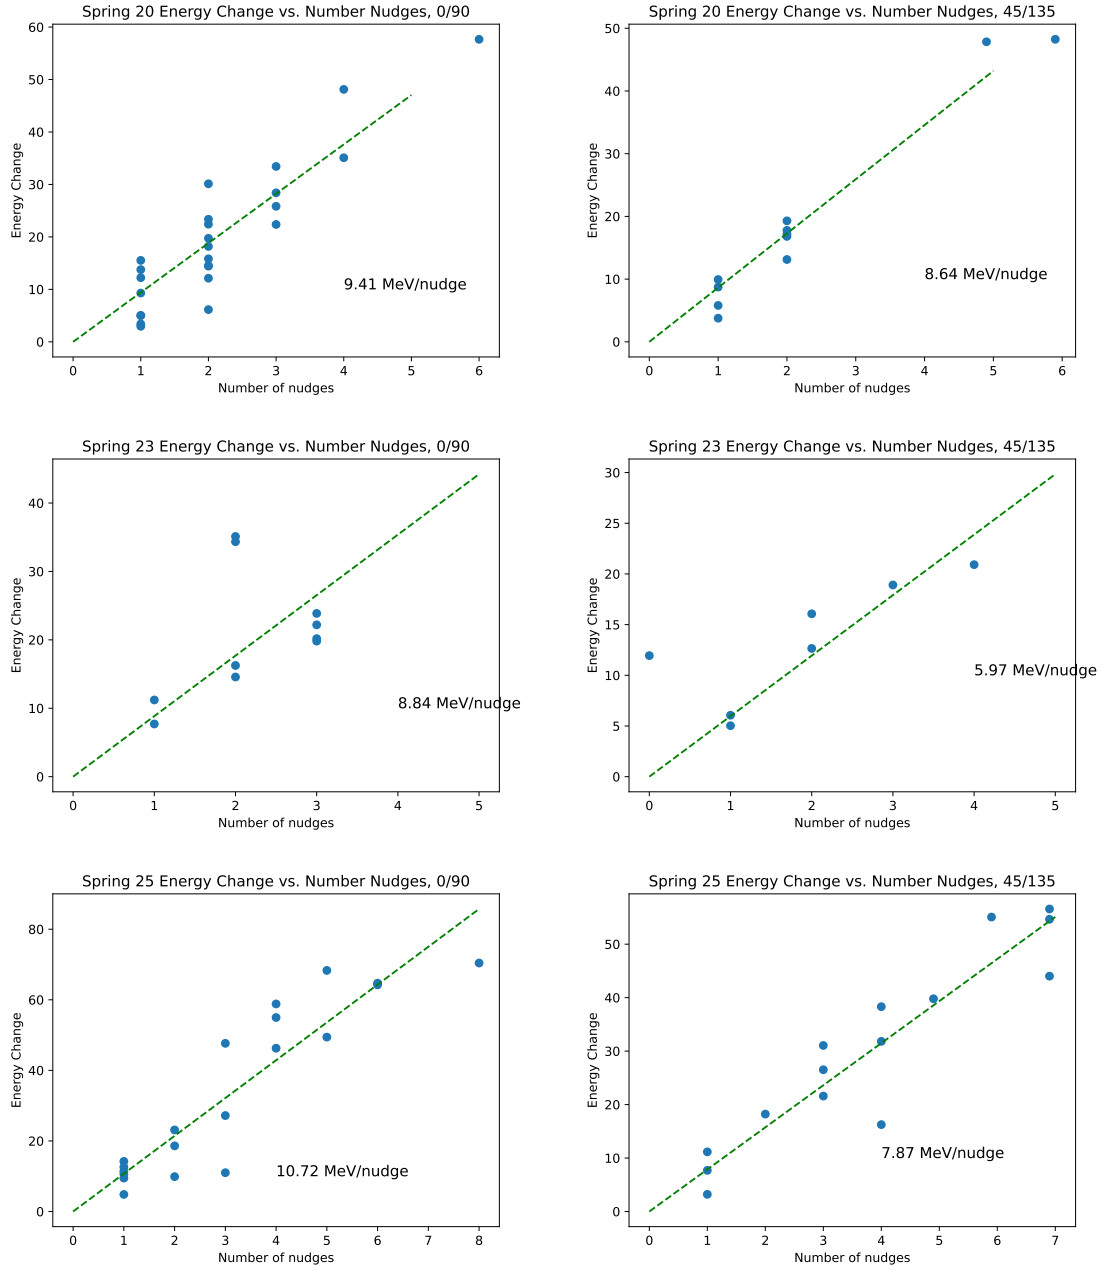 Spring 20 Energy Change vs. Number Nudges, 0/90
60
50
40
30
20
10
0
Energy Change
9.41 MeV/nudge
0 1 2 3 4 5 6
Number of nudges
Spring 20 Energy Change vs. Number Nudges, 45/135
50
40
30
20
10
0
Energy Change
8.64 MeV/nudge
0 1 2 3 4 5 6
Number of nudges
Spring 23 Energy Change vs. Number Nudges, 0/90
40
30
20
10
0
Energy Change
8.84 MeV/nudge
0 1 2 3 4 5
Number of nudges
Spring 23 Energy Change vs. Number Nudges, 45/135
30
25
20
15
10
5
0
Energy Change
5.97 MeV/nudge
0 1 2 3 4 5
Number of nudges
Spring 25 Energy Change vs. Number Nudges, 0/90
80
60
40
20
0
Energy Change
10.72 MeV/nudge
0 1 2 3 4 5 6 7 8
Number of nudges
Spring 25 Energy Change vs. Number Nudges, 45/135
50
40
30
20
10
0
Energy Change
7.87 MeV/nudge
0 1 2 3 4 5 6 7
Number of nudges